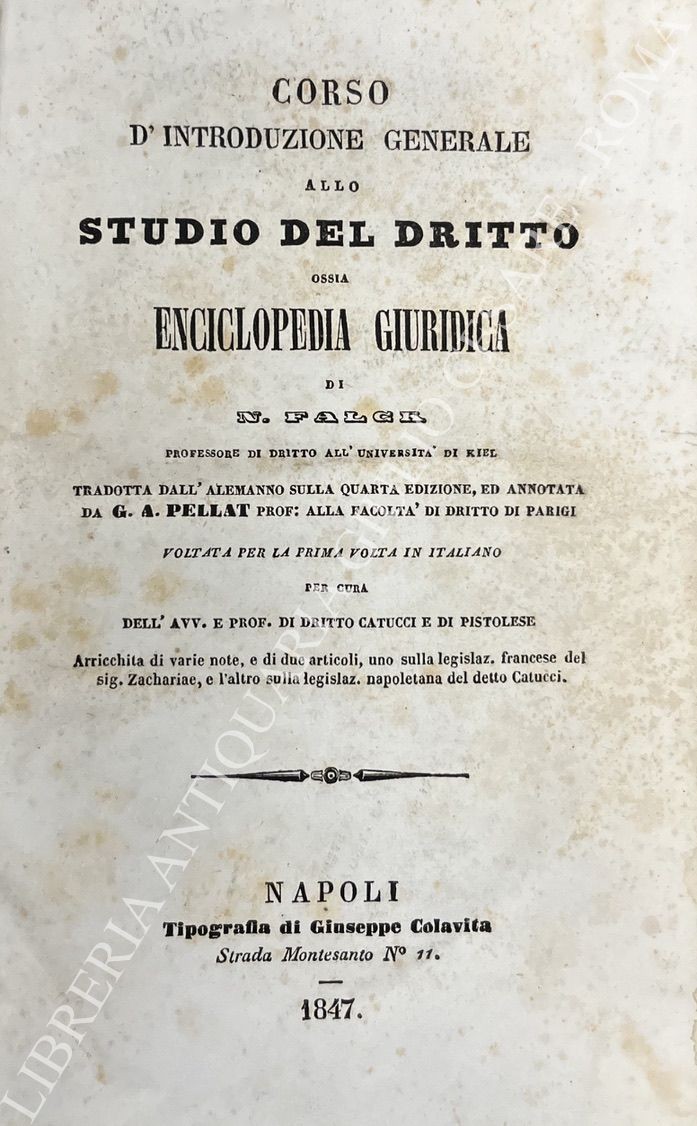 CORSO
D' INTRODUZIONE GENERALE
ALLO
STUDIO DEL DRITTO
OSSIA
ENCICLOPEDIA GIURIDICA
DI
N. FALCK
PROFESSORE DI DRITTO ALL' UNIVERSITA' DI KIEL
TRADOTTA DALL' ALEMANNO SULLA QUARTA EDIZIONE, ED ANNOTATA
DA G. A. PELLAT PROF: ALLA FACOLTA' DI DRITTO DI PARIGI
VOLTATA PER LA PRIMA VOLTA IN ITALIANO
PER CURA
DELL' AVV. E PROF. DI DRITTO CATUCCI E DI PISTOLESE
Arricchita di varie note, e di due articoli, uno sulla legislaz. francese del
sig. Zachariae, e l'altro sulla legislaz. napoletana del detto Catucci.
NAPOLI
Tipografia di Giuseppe Colavita
Strada Montesanto Nº 11.
1847.
LIBRERIA ANTIQUARIA GIULIO CESARE - ROMA